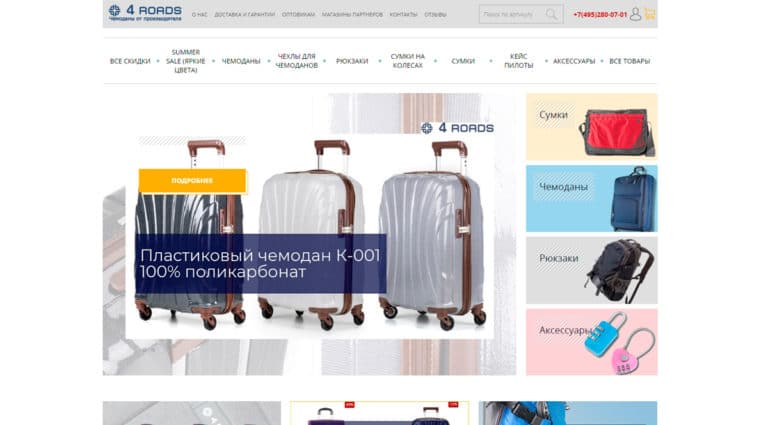 4 ROADS
Чемоданы от производителя
О НАС ДОСТАВКА И ГАРАНТИИ ОПТОВИКАМ МАГАЗИНЫ ПАРТНЕРОВ КОНТАКТЫ ОТЗЫВЫ
Поиск по артикулу
+7(495)280-07-01
ВСЕ СКИДКИ
SUMMER
SALE (ЯРКИЕ
ЦВЕТА)
ЧЕМОДАНЫ
ЧЕХЛЫ ДЛЯ
ЧЕМОДАНОВ
РЮКЗАКИ
СУМКИ НА
КОЛЕСАХ
СУМКИ
КЕЙС
ПИЛОТЫ
АКСЕССУАРЫ
ВСЕ ТОВАРЫ
4 ROADS
ПОДРОБНЕЕ
Пластиковый чемодан К-001
100% поликарбонат
Сумки
Чемоданы
Рюкзаки
Аксессуары